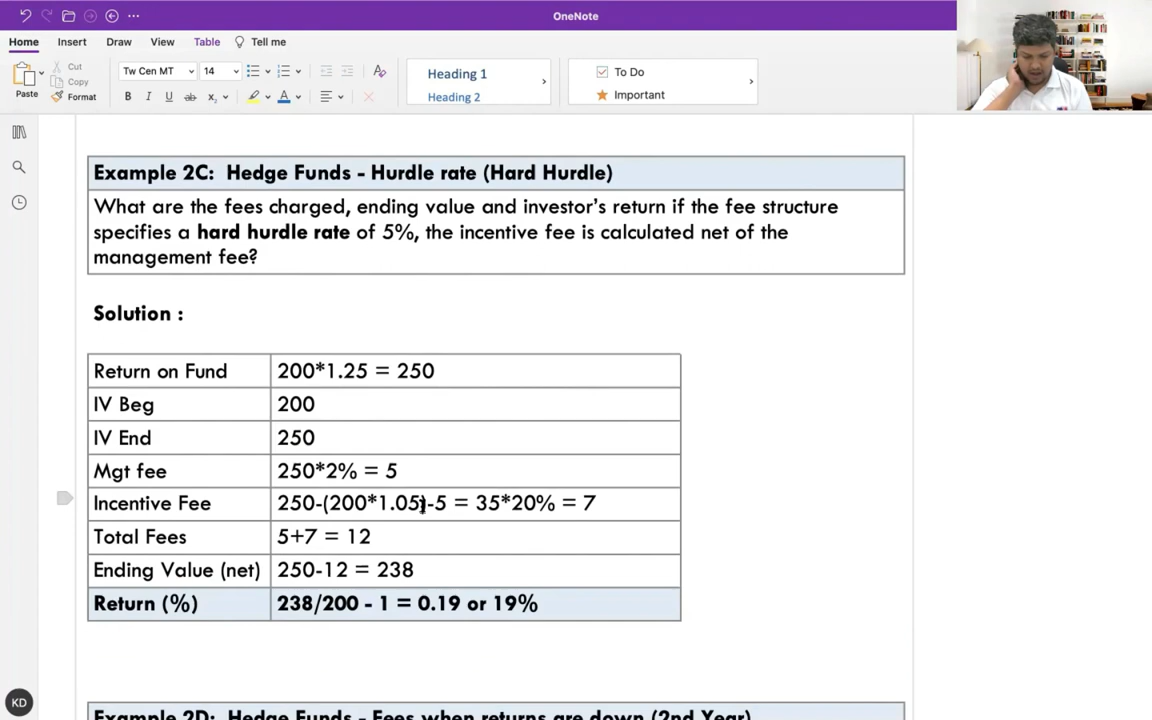 OneNote
Home Insert Draw View Table Tell me
Cut
Copy
Paste Format
Tw Cen MT 14
B I U ab x₂ A
Heading 1
Heading 2
To Do
Important
Example 2C: Hedge Funds - Hurdle rate (Hard Hurdle)
What are the fees charged, ending value and investor's return if the fee structure
specifies a hard hurdle rate of 5%, the incentive fee is calculated net of the
management fee?
Solution :
Return on Fund 200*1.25 = 250
IV Beg 200
IV End 250
Mgt fee 250*2% = 5
Incentive Fee 250-(200*1.05)-5 = 35*20% = 7
Total Fees 5+7 = 12
Ending Value (net) 250-12 = 238
Return (%) 238/200 - 1 = 0.19 or 19%
KD
Example 2D: Hedge Funds - Fees when returns are down (2nd Year)